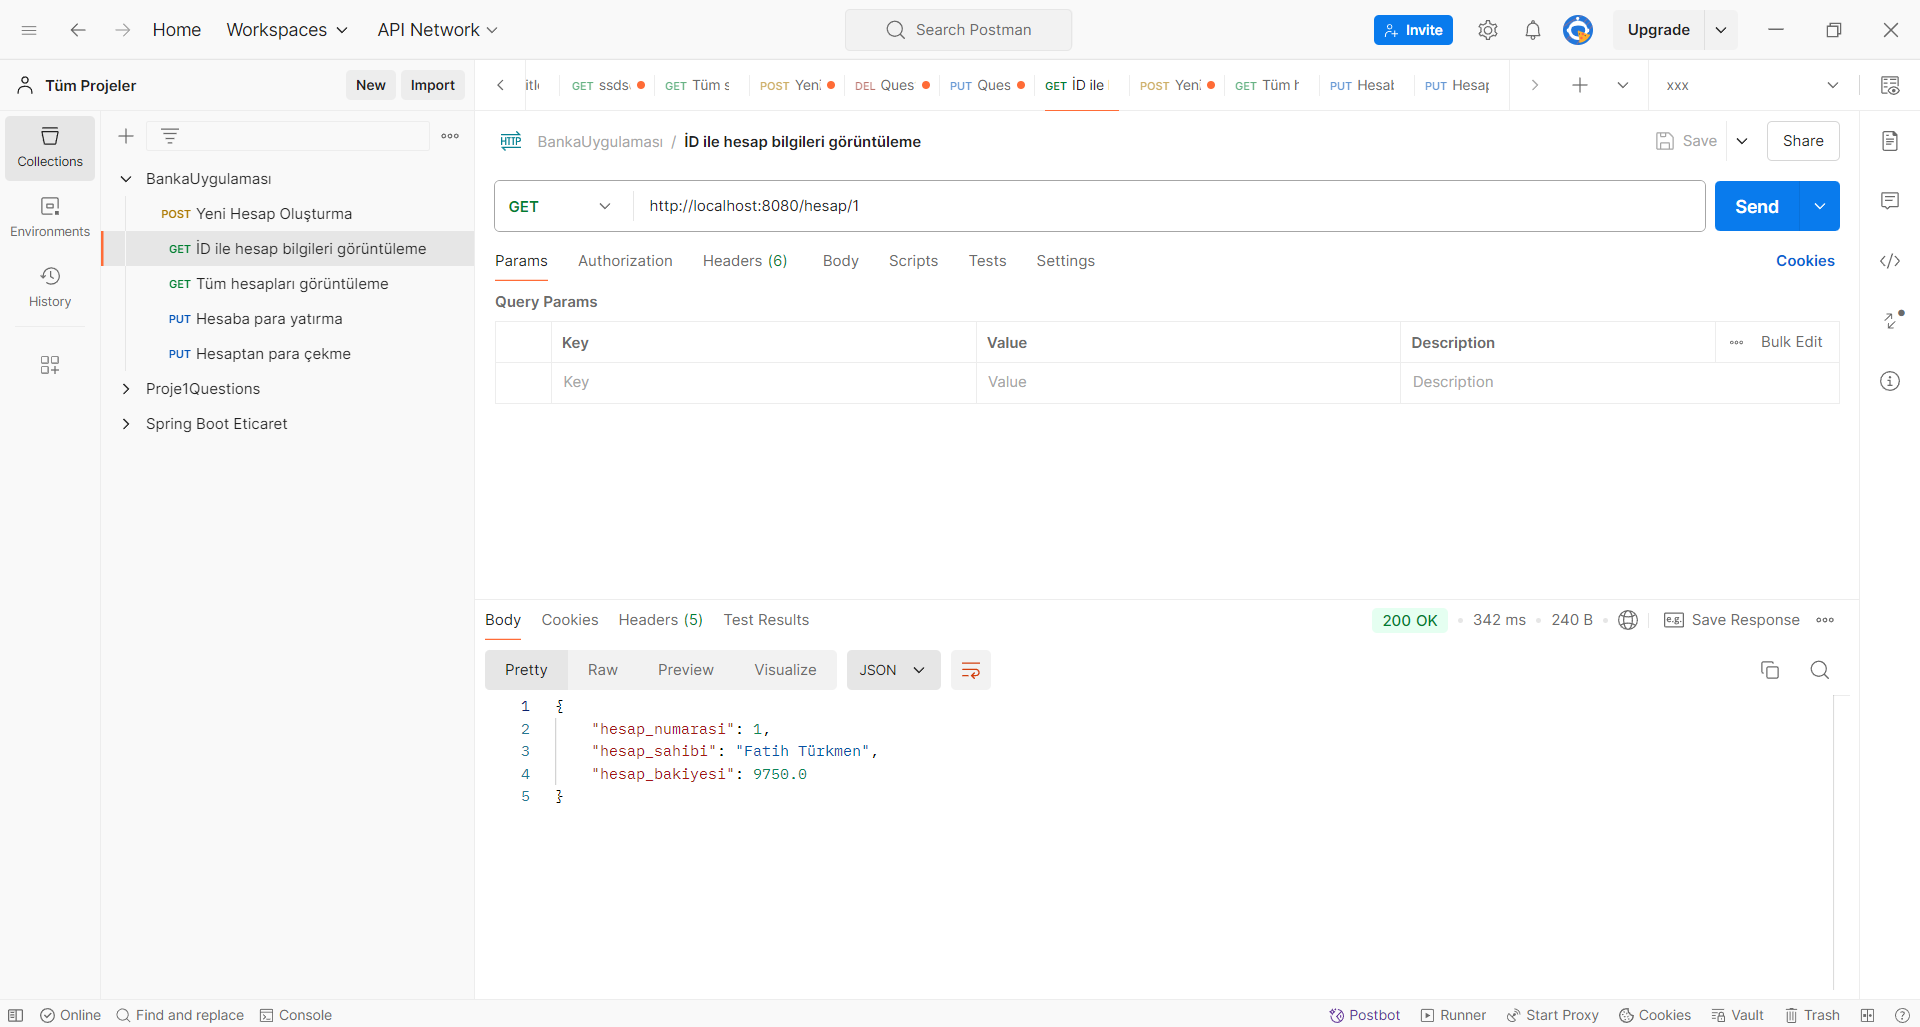 Home Workspaces API Network Search Postman Invite Upgrade
Tüm Projeler New Import
GET ssds GET Tüm s POST Yeni DEL Ques PUT Ques GET İD ile POST Yeni GET Tüm h PUT Hesab PUT Hesap xxx
Collections
Environments
History
BankaUygulaması
POST Yeni Hesap Oluşturma
GET İD ile hesap bilgileri görüntüleme
GET Tüm hesapları görüntüleme
PUT Hesaba para yatırma
PUT Hesaptan para çekme
Proje1Questions
Spring Boot Eticaret
HTTP BankaUygulaması / İD ile hesap bilgileri görüntüleme Save Share
GET http://localhost:8080/hesap/1 Send
Params Authorization Headers (6) Body Scripts Tests Settings Cookies
Query Params
Key Value Description Bulk Edit
Key Value Description
Body Cookies Headers (5) Test Results 200 OK 342 ms 240 B e.g. Save Response
Pretty Raw Preview Visualize JSON
1 {
2 "hesap_numarasi": 1,
3 "hesap_sahibi": "Fatih Türkmen",
4 "hesap_bakiyesi": 9750.0
5 }
Online Find and replace Console Postbot Runner Start Proxy Cookies Vault Trash